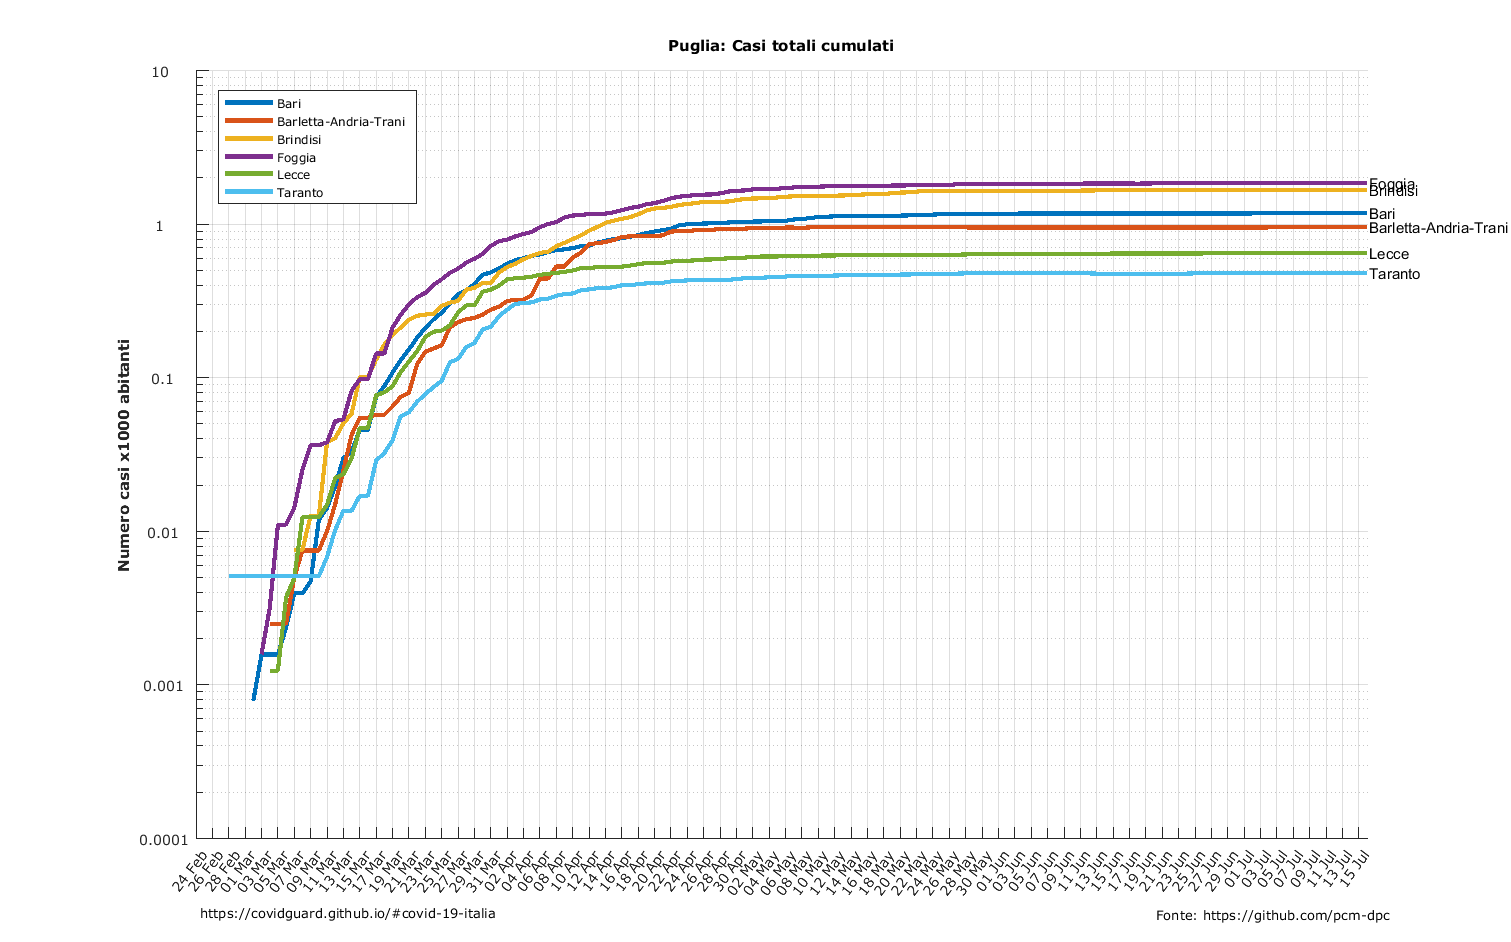 Puglia: Casi totali cumulati
Numero casi x1000 abitanti
10
1
0.1
0.01
0.001
0.0001
Bari
Barletta-Andria-Trani
Brindisi
Foggia
Lecce
Taranto
Foggia
Brindisi
Bari
Barletta-Andria-Trani
Lecce
Taranto
24 Feb
26 Feb
28 Feb
01 Mar
03 Mar
05 Mar
07 Mar
09 Mar
11 Mar
13 Mar
15 Mar
17 Mar
19 Mar
21 Mar
23 Mar
25 Mar
27 Mar
29 Mar
31 Mar
02 Apr
04 Apr
06 Apr
08 Apr
10 Apr
12 Apr
14 Apr
16 Apr
18 Apr
20 Apr
22 Apr
24 Apr
26 Apr
28 Apr
30 Apr
02 May
04 May
06 May
08 May
10 May
12 May
14 May
16 May
18 May
20 May
22 May
24 May
26 May
28 May
30 May
01 Jun
03 Jun
05 Jun
07 Jun
09 Jun
11 Jun
13 Jun
15 Jun
17 Jun
19 Jun
21 Jun
23 Jun
25 Jun
27 Jun
29 Jun
01 Jul
03 Jul
05 Jul
07 Jul
09 Jul
11 Jul
13 Jul
15 Jul
https://covidguard.github.io/#covid-19-italia
Fonte: https://github.com/pcm-dpc